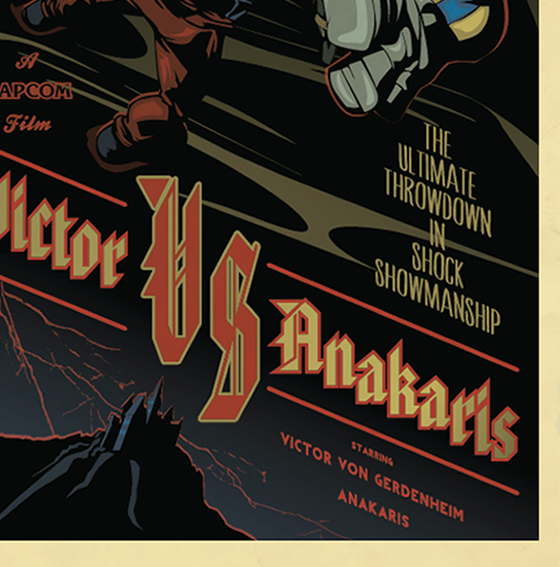 A
APCOM
Film
THE
ULTIMATE
THROWDOWN
IN
SHOCK
SHOWMANSHIP
Victor
VS
Anakaris
STARRING
VICTOR VON GERDENHEIM
ANAKARIS